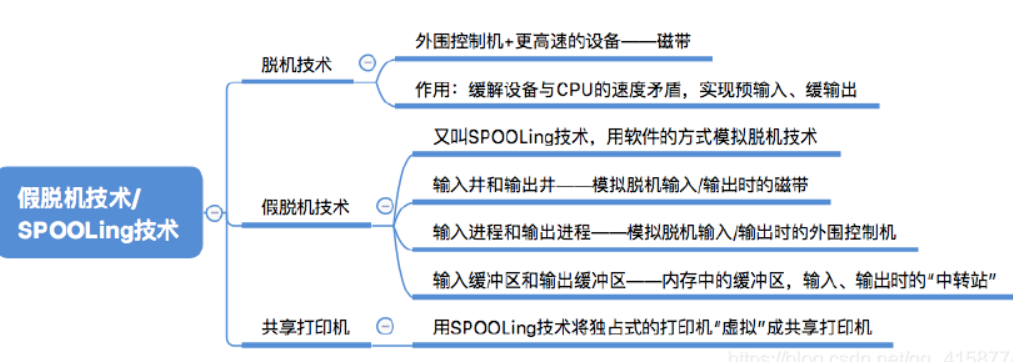 脱机技术
外围控制机+更高速的设备——磁带
作用：缓解设备与CPU的速度矛盾，实现预输入、缓输出
假脱机技术/
SPOOLing技术
假脱机技术
又叫SPOOLing技术，用软件的方式模拟脱机技术
输入井和输出井——模拟脱机输入/输出时的磁带
输入进程和输出进程——模拟脱机输入/输出时的外围控制机
输入缓冲区和输出缓冲区——内存中的缓冲区，输入、输出时的“中转站”
共享打印机
用SPOOLing技术将独占式的打印机“虚拟”成共享打印机